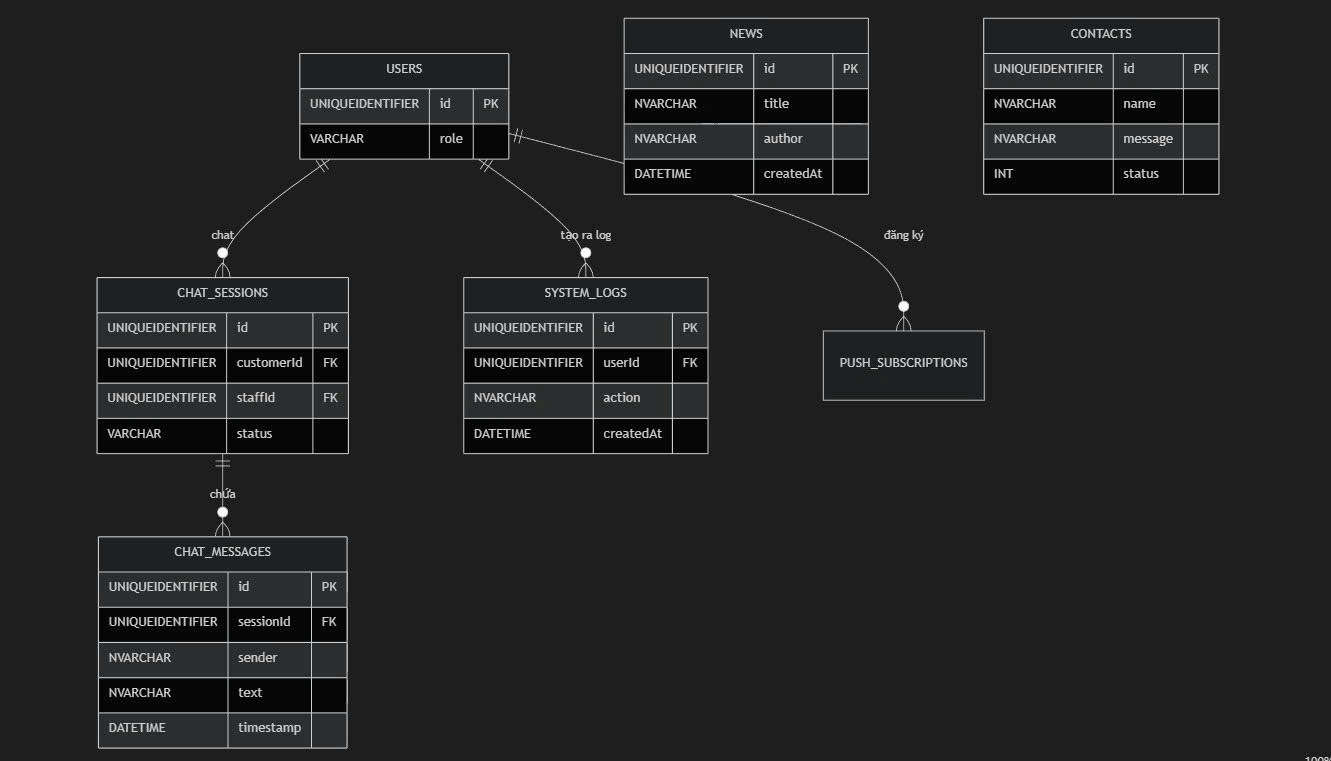 USERS
UNIQUEIDENTIFIER id PK
VARCHAR role
NEWS
UNIQUEIDENTIFIER id PK
NVARCHAR title
NVARCHAR author
DATETIME createdAt
CONTACTS
UNIQUEIDENTIFIER id PK
NVARCHAR name
NVARCHAR message
INT status
chat
tạo ra log
đăng ký
CHAT_SESSIONS
UNIQUEIDENTIFIER id PK
UNIQUEIDENTIFIER customerId FK
UNIQUEIDENTIFIER staffId FK
VARCHAR status
SYSTEM_LOGS
UNIQUEIDENTIFIER id PK
UNIQUEIDENTIFIER userId FK
NVARCHAR action
DATETIME createdAt
PUSH_SUBSCRIPTIONS
chứa
CHAT_MESSAGES
UNIQUEIDENTIFIER id PK
UNIQUEIDENTIFIER sessionId FK
NVARCHAR sender
NVARCHAR text
DATETIME timestamp